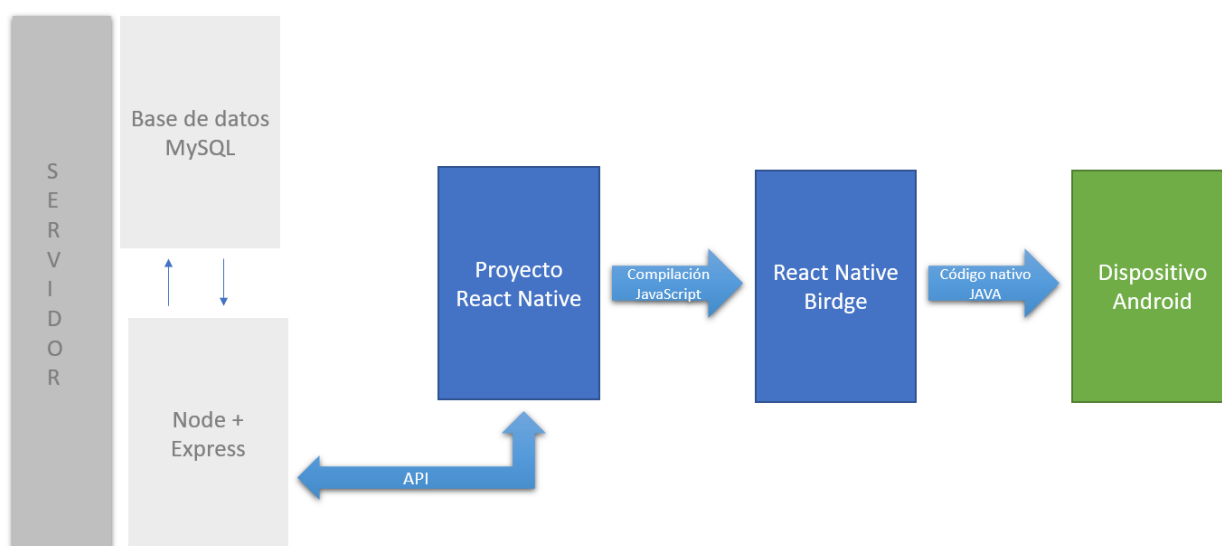 SERVIDOR
Base de datos
MySQL
Node +
Express
API
Proyecto
React Native
Compilación
JavaScript
React Native
Birdge
Código nativo
JAVA
Dispositivo
Android